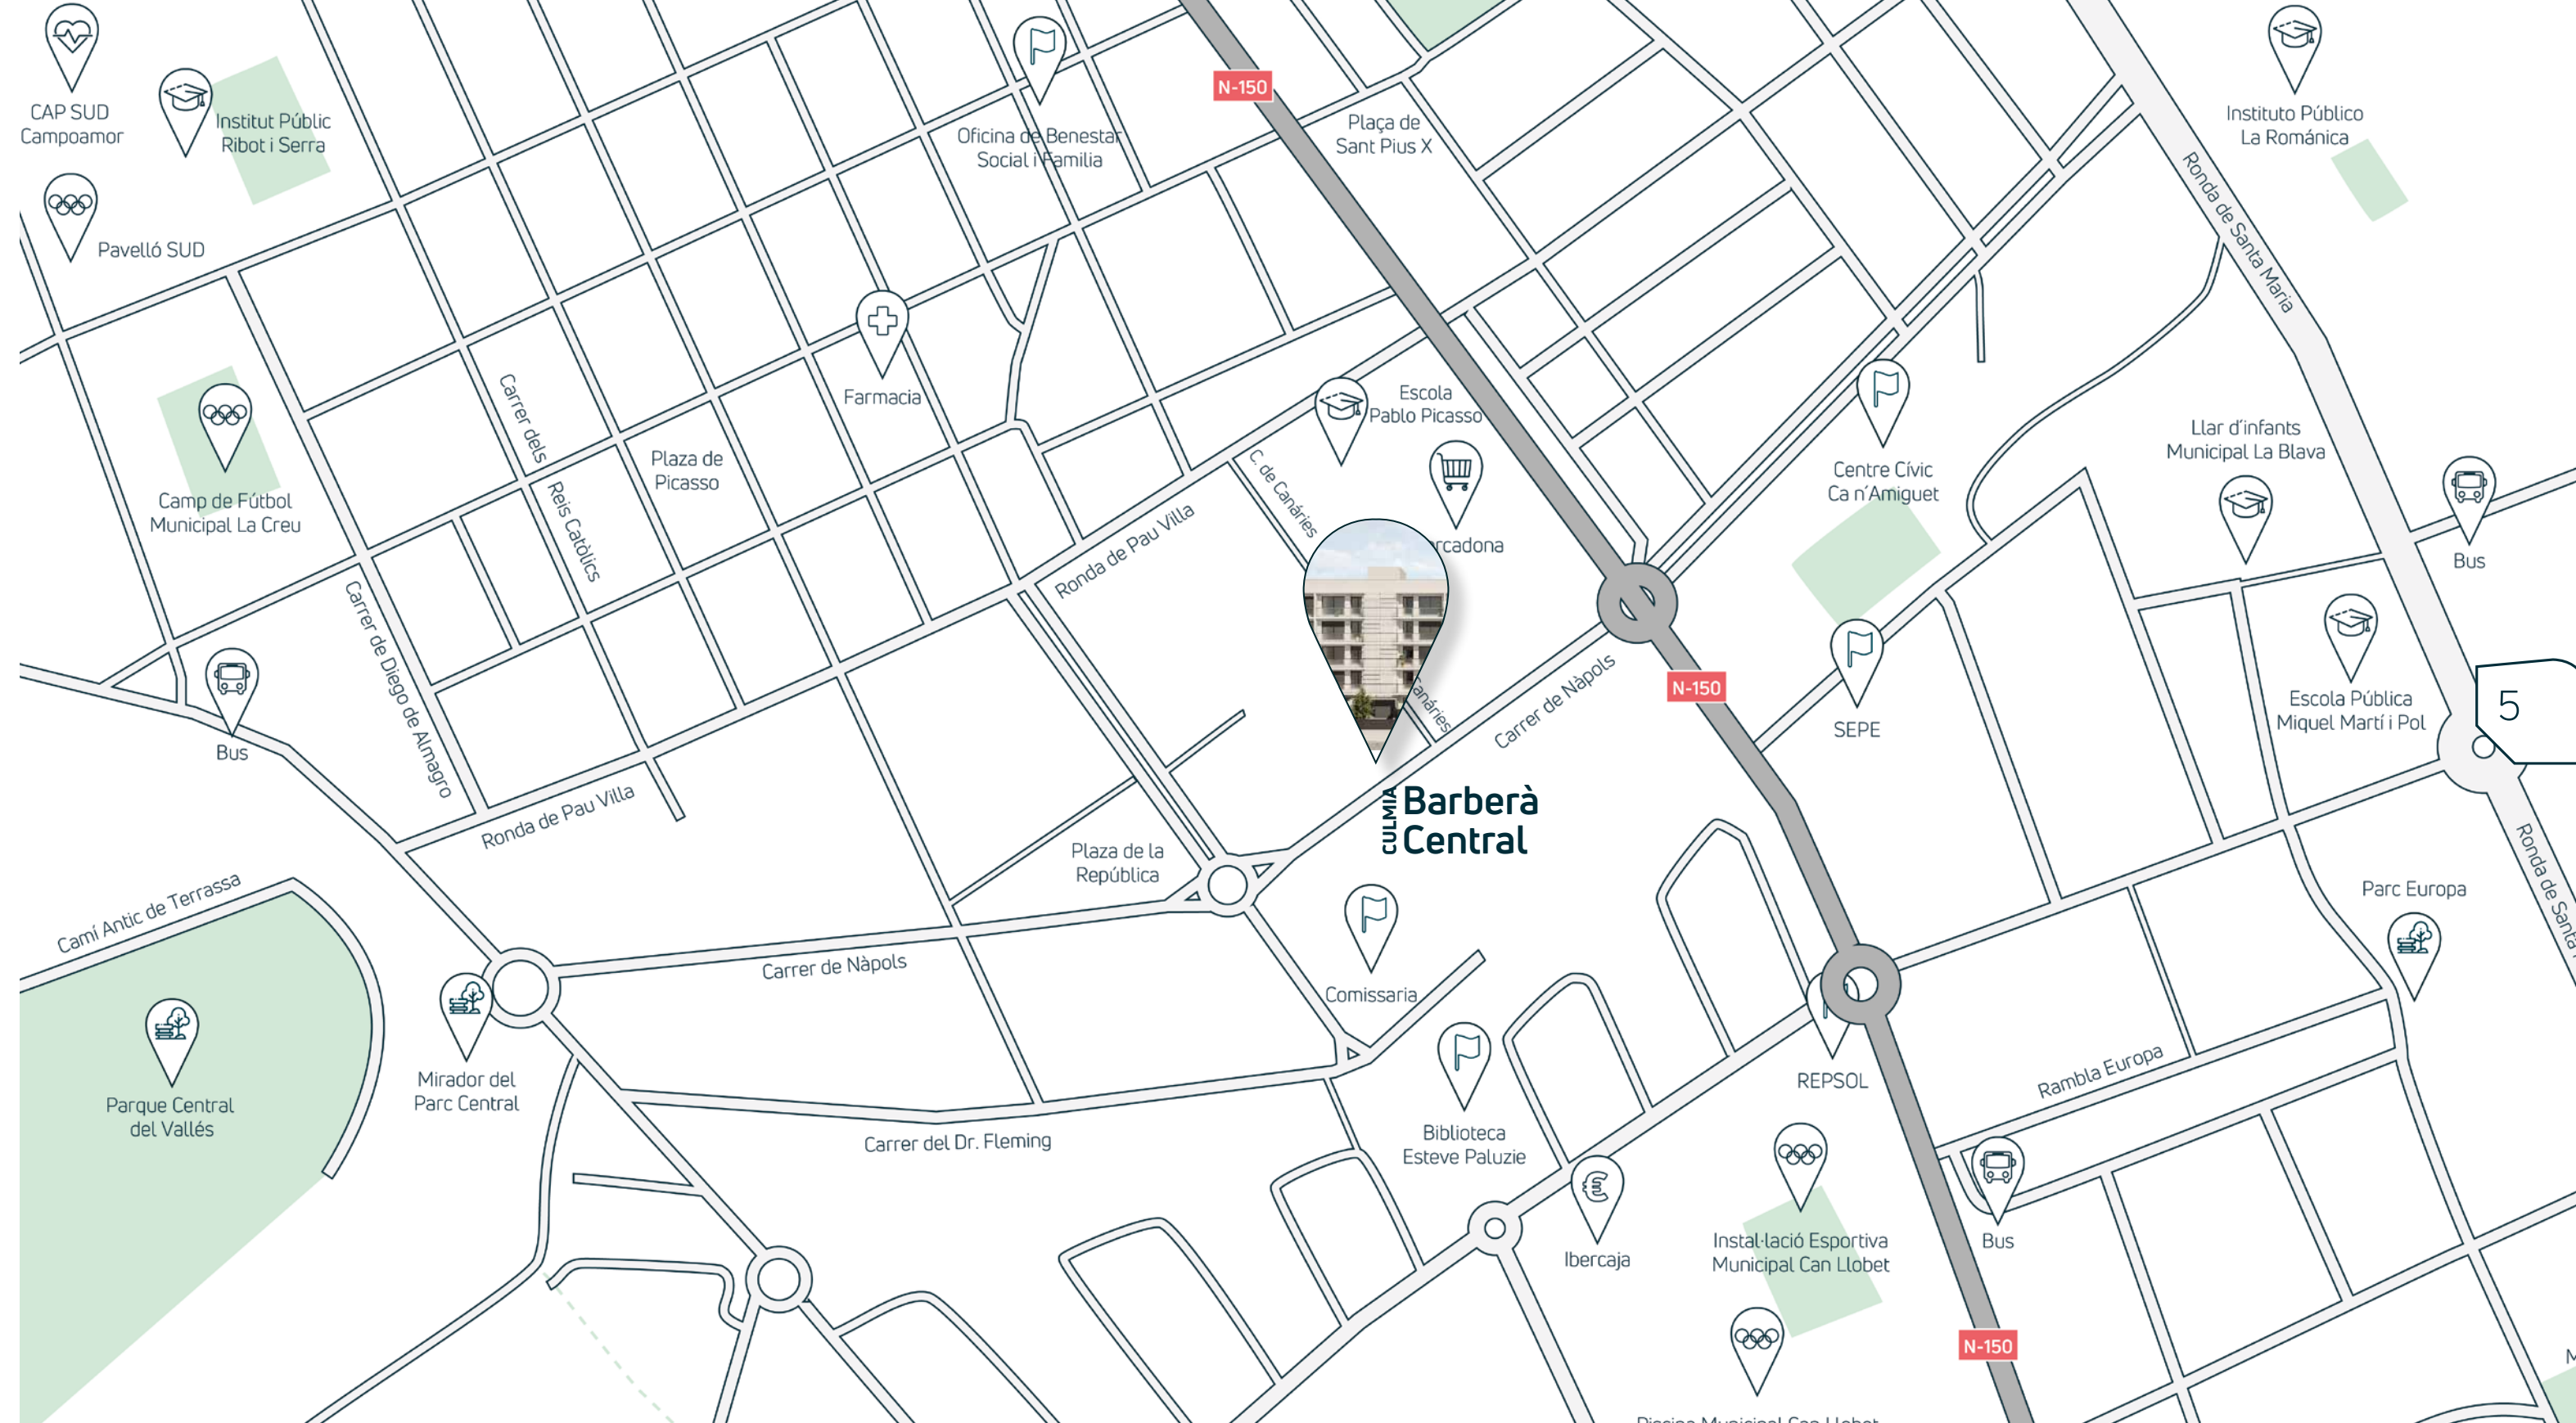 CAP SUD
Campoamor
Institut Públic
Ribot i Serra
Pavelló SUD
Oficina de Benestar
Social i Familia
N-150
Plaça de
Sant Pius X
Instituto Público
La Románica
Ronda de Santa Maria
Camp de Fútbol
Municipal La Creu
Carrer dels
Reis Catòlics
Plaza de
Picasso
Farmacia
Escola
Pablo Picasso
C. de Canáries
Ronda de Pau Villa
Centre Cívic
Ca n'Amiguet
Llar d'infants
Municipal La Blava
Bus
Carrer de Diego de Almagro
Bus
Carrer de Nàpols
N-150
SEPE
Escola Pública
Miquel Martí i Pol
5
Ronda de Pau Villa
CULMIA
Barberà
Central
Plaza de la
República
Camí Antic de Terrassa
Carrer de Nàpols
Comissaria
Parc Europa
Ronda de Santa
Parque Central
del Vallés
Mirador del
Parc Central
REPSOL
Rambla Europa
Carrer del Dr. Fleming
Biblioteca
Esteve Paluzie
Ibercaja
Instal·lació Esportiva
Municipal Can Llobet
Bus
N-150